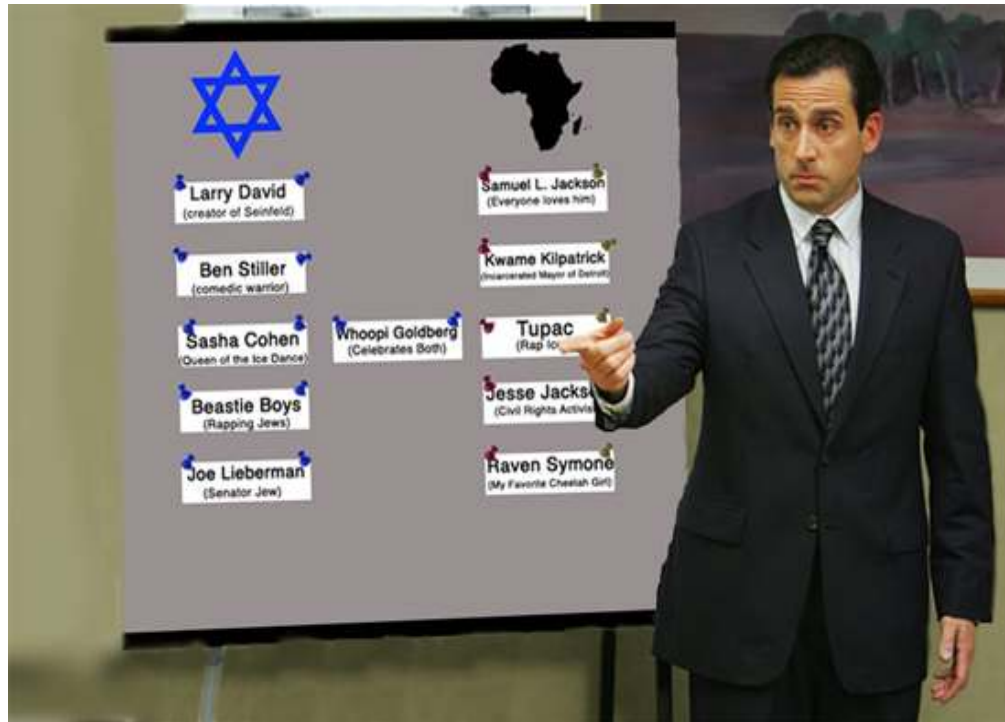 Larry David
(creator of Seinfeld)
Ben Stiller
(comedic warrior)
Sasha Cohen
(Queen of the Ice Dance)
Beastie Boys
(Rapping Jews)
Joe Lieberman
(Senator Jew)
Whoopi Goldberg
(Celebrates Both)
Samuel L. Jackson
(Everyone loves him)
Kwame Kilpatrick
(Incarcerated Mayor of Detroit)
Tupac
(Rap
Jesse
(Civil Rights
Raven Symone
(My Favorite Cheetah Girl)